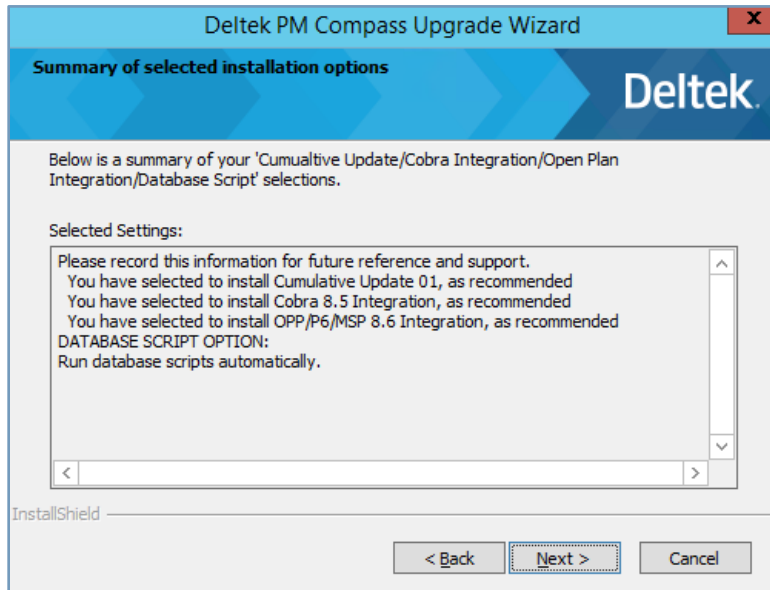 Deltek PM Compass Upgrade Wizard
X
Summary of selected installation options
Deltek.
Below is a summary of your 'Cumualtive Update/Cobra Integration/Open Plan
Integration/Database Script' selections.
Selected Settings:
Please record this information for future reference and support.
You have selected to install Cumulative Update 01, as recommended
You have selected to install Cobra 8.5 Integration, as recommended
You have selected to install OPP/P6/MSP 8.6 Integration, as recommended
DATABASE SCRIPT OPTION:
Run database scripts automatically.
InstallShield
< Back Next > Cancel